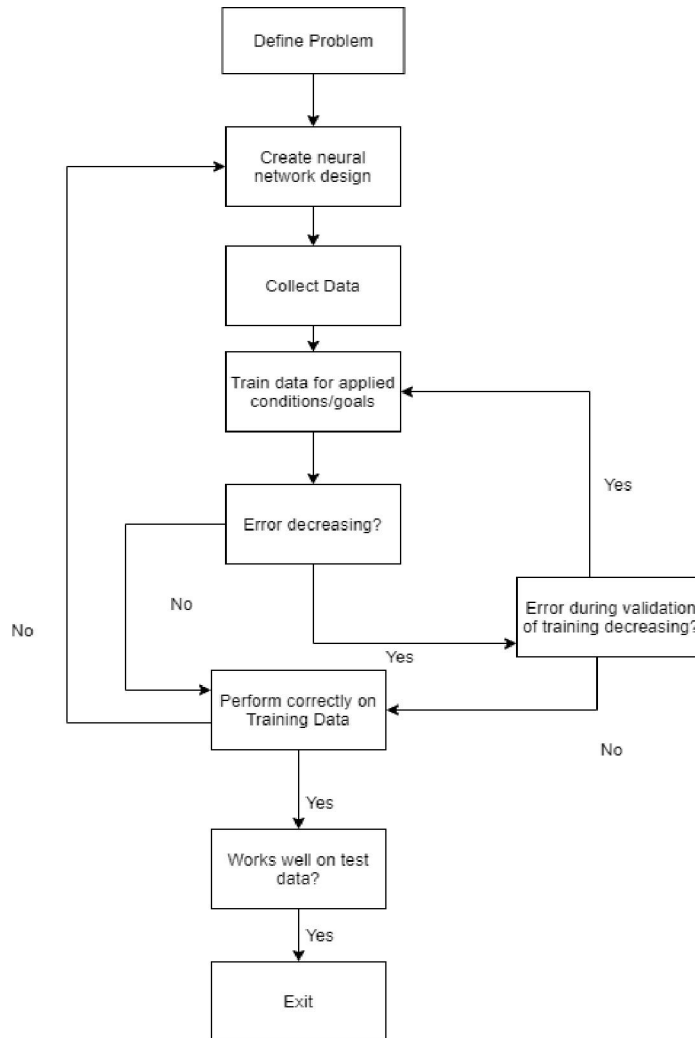 Define Problem
Create neural
network design
Collect Data
Train data for applied
conditions/goals
Yes
Error decreasing?
No
Error during validation
of training decreasing?
No
Yes
Perform correctly on
Training Data
No
Yes
Works well on test
data?
Yes
Exit